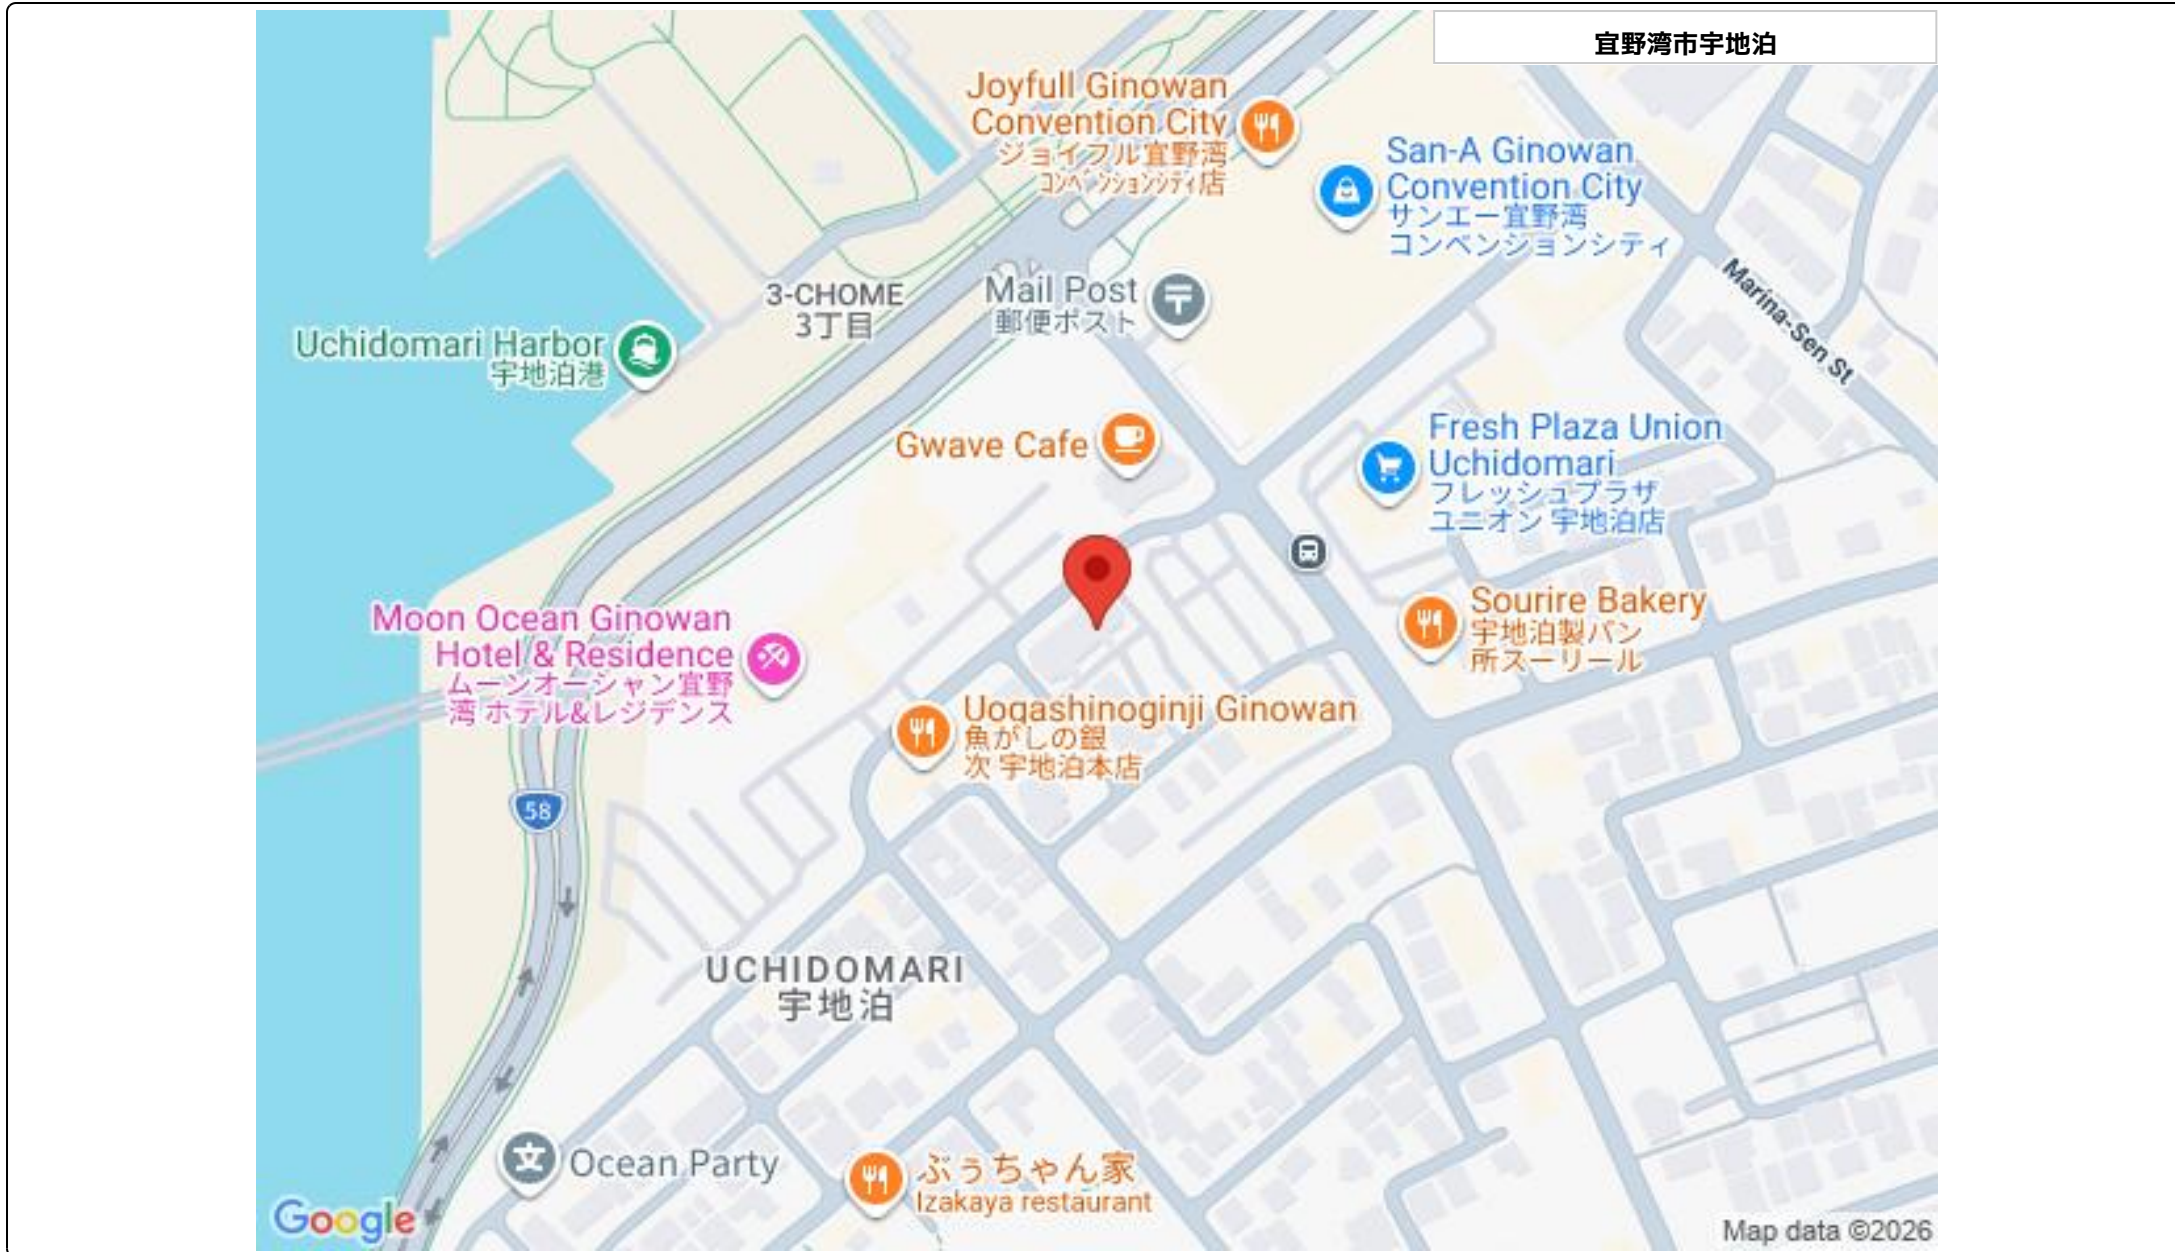 宜野湾市宇地泊
Joyfull Ginowan
Convention City
ジョイフル宜野湾
コンベンションシティ店
San-A Ginowan
Convention City
サンエー宜野湾
コンベンションシティ
Marina-Sen St
3-CHOME
3丁目
Mail Post
郵便ポスト
Uchidomari Harbor
宇地泊港
Gwave Cafe
Fresh Plaza Union
Uchidomari
フレッシュプラザ
ユニオン 宇地泊店
Moon Ocean Ginowan
Hotel & Residence
ムーンオーシャン宜野
湾 ホテル&レジデンス
Sourire Bakery
宇地泊製パン
所スーリール
Uogashinoginji Ginowan
魚がしの銀
次 宇地泊本店
58
UCHIDOMARI
宇地泊
Ocean Party
ぶぅちゃん家
Izakaya restaurant
Google
Map data ©2026